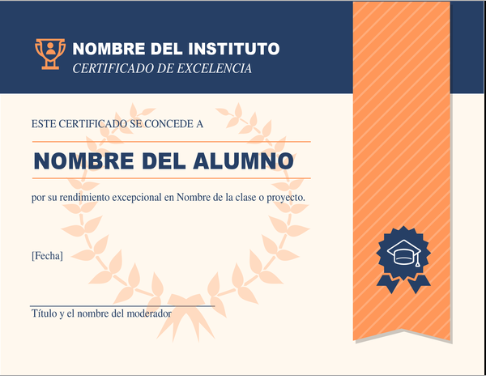 NOMBRE DEL INSTITUTO
CERTIFICADO DE EXCELENCIA
ESTE CERTIFICADO SE CONCEDE A
NOMBRE DEL ALUMNO
por su rendimiento excepcional en Nombre de la clase o proyecto.
[Fecha]
Título y el nombre del moderador